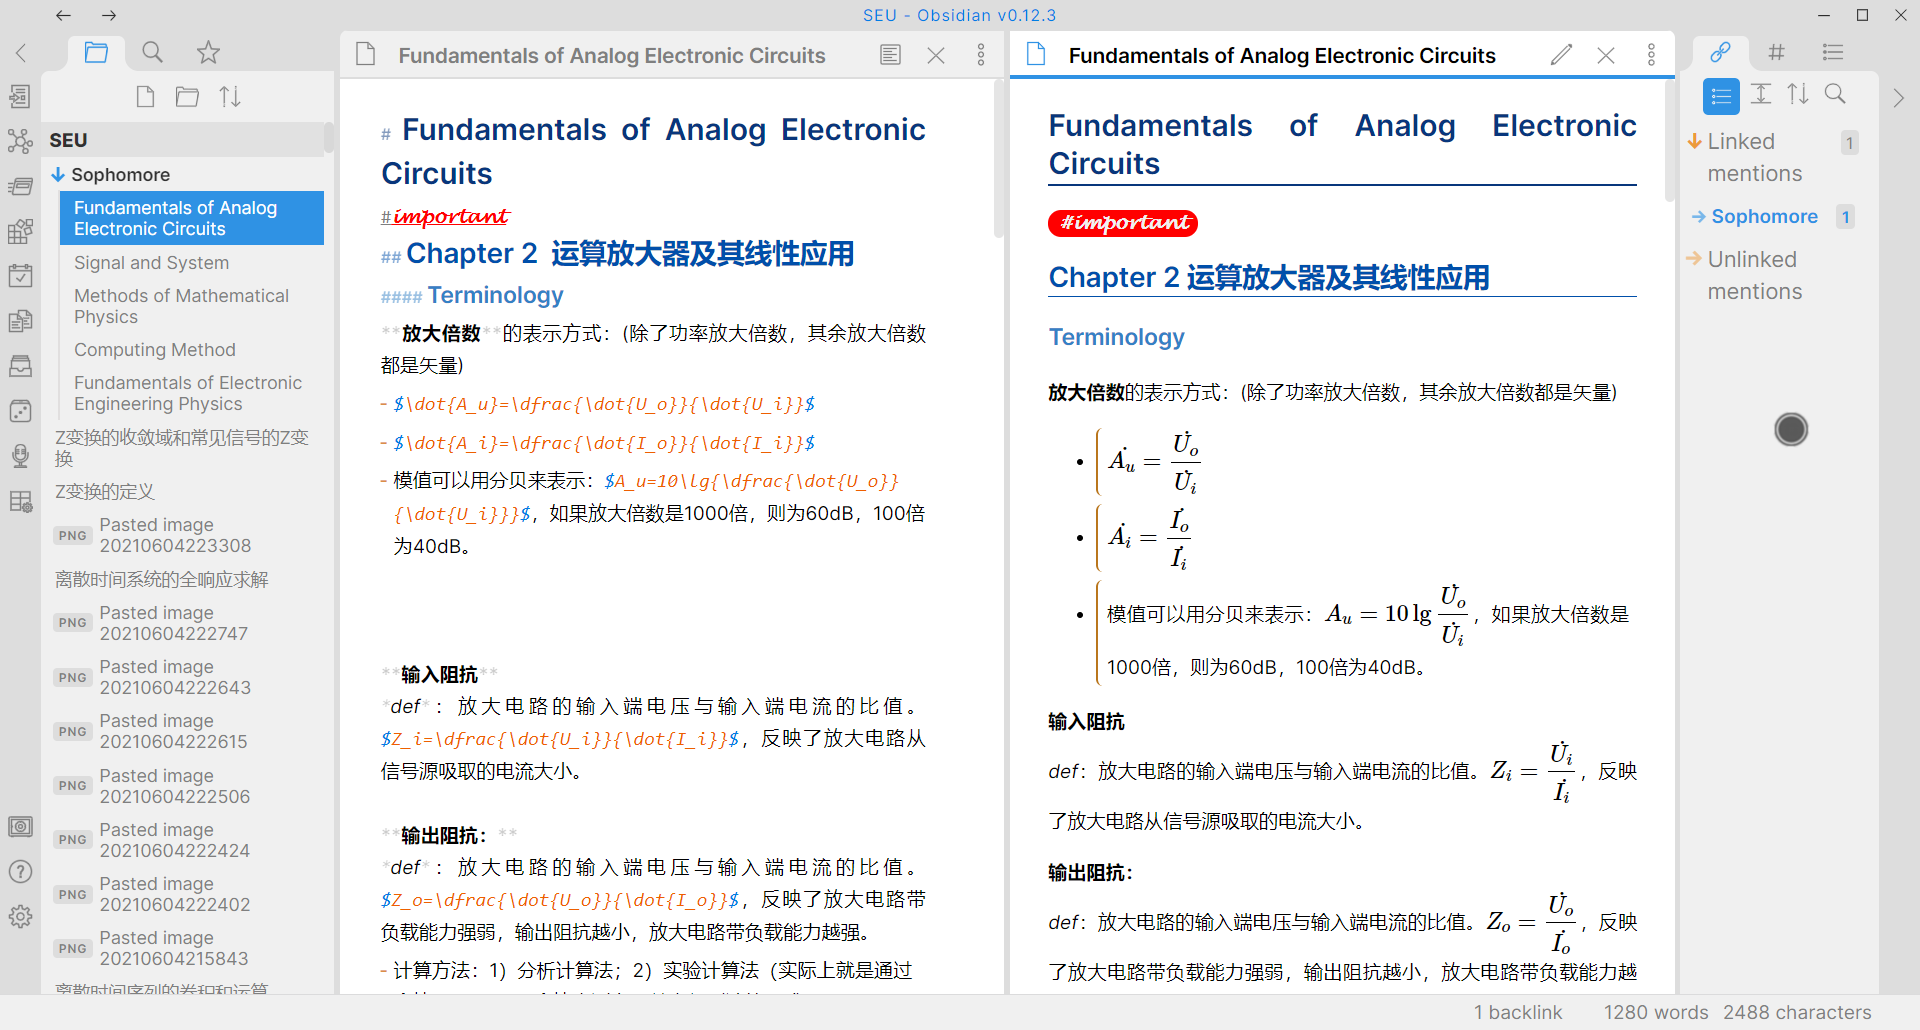 SEU - Obsidian v0.12.3
SEU
Sophomore
Fundamentals of Analog
Electronic Circuits
Signal and System
Methods of Mathematical
Physics
Computing Method
Fundamentals of Electronic
Engineering Physics
Z变换的收敛域和常见信号的Z变
换
Z变换的定义
PNG Pasted image
20210604223308
离散时间系统的全响应求解
PNG Pasted image
20210604222747
PNG Pasted image
20210604222643
PNG Pasted image
20210604222615
PNG Pasted image
20210604222506
PNG Pasted image
20210604222424
PNG Pasted image
20210604222402
PNG Pasted image
20210604215843
离散时间序列的卷积和运算
Fundamentals of Analog Electronic Circuits
# Fundamentals of Analog Electronic
Circuits
#important
## Chapter 2 运算放大器及其线性应用
#### Terminology
**放大倍数**的表示方式：(除了功率放大倍数，其余放大倍数
都是矢量)
- $\dot{A_u}=\dfrac{\dot{U_o}}{\dot{U_i}}$
- $\dot{A_i}=\dfrac{\dot{I_o}}{\dot{I_i}}$
- 模值可以用分贝来表示：$A_u=10\lg{\dfrac{\dot{U_o}}
{\dot{U_i}}}$，如果放大倍数是1000倍，则为60dB，100倍
为40dB。
**输入阻抗**
*def*：放大电路的输入端电压与输入端电流的比值。
$Z_i=\dfrac{\dot{U_i}}{\dot{I_i}}$，反映了放大电路从
信号源吸取的电流大小。
**输出阻抗：**
*def*：放大电路的输入端电压与输入端电流的比值。
$Z_o=\dfrac{\dot{U_o}}{\dot{I_o}}$，反映了放大电路带
负载能力强弱，输出阻抗越小，放大电路带负载能力越强。
- 计算方法：1）分析计算法；2）实验计算法（实际上就是通过
Fundamentals of Analog Electronic Circuits
Fundamentals of Analog Electronic
Circuits
#important
Chapter 2 运算放大器及其线性应用
Terminology
放大倍数的表示方式：(除了功率放大倍数，其余放大倍数都是矢量)
• $\dot{A_u}=\dfrac{\dot{U_o}}{\dot{U_i}}$
• $\dot{A_i}=\dfrac{\dot{I_o}}{\dot{I_i}}$
• 模值可以用分贝来表示：$A_u=10\lg\dfrac{\dot{U_o}}{\dot{U_i}}$，如果放大倍数是
1000倍，则为60dB，100倍为40dB。
输入阻抗
def：放大电路的输入端电压与输入端电流的比值。$Z_i=\dfrac{\dot{U_i}}{\dot{I_i}}$，反映
了放大电路从信号源吸取的电流大小。
输出阻抗：
def：放大电路的输入端电压与输入端电流的比值。$Z_o=\dfrac{\dot{U_o}}{\dot{I_o}}$，反映
了放大电路带负载能力强弱，输出阻抗越小，放大电路带负载能力越
Linked
mentions 1
Sophomore 1
Unlinked
mentions
1 backlink 1280 words 2488 characters